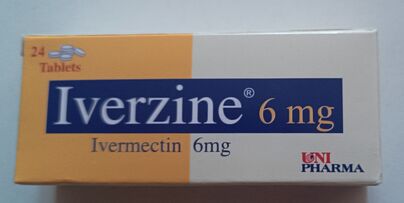 24
Tablets
Iverzine® 6 mg
Ivermectin 6mg
UNI
PHARMA